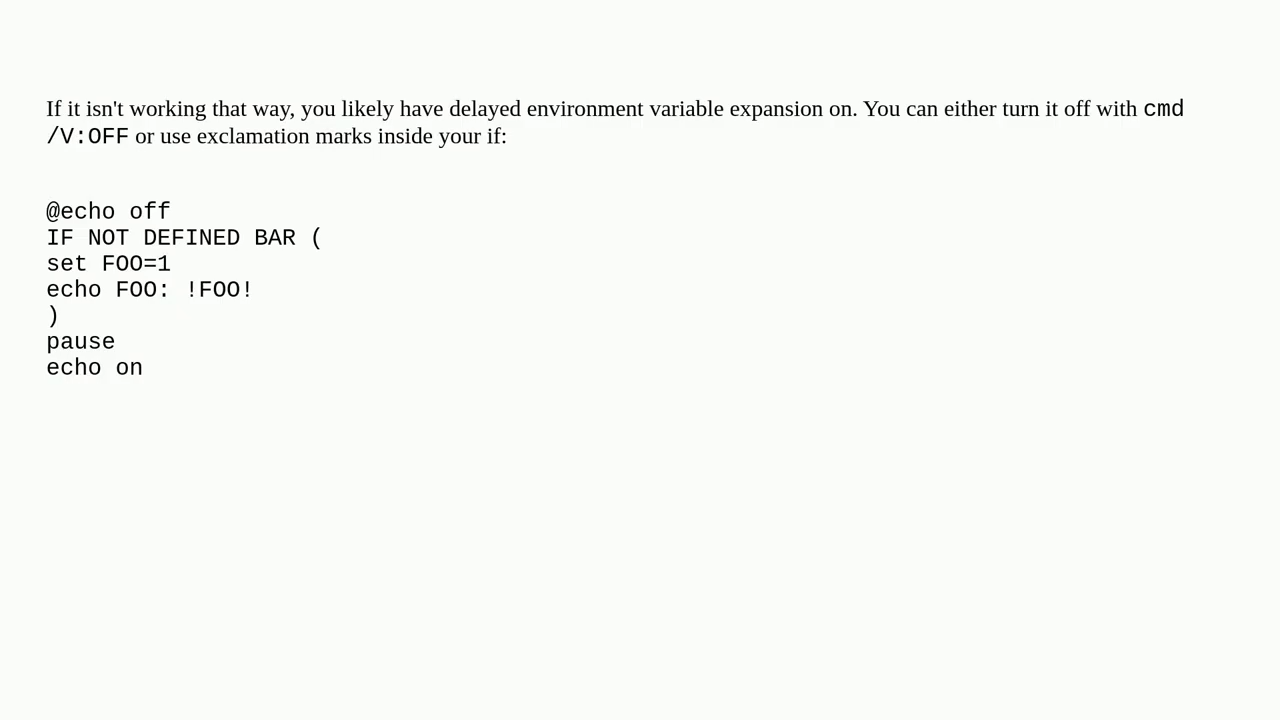 If it isn't working that way, you likely have delayed environment variable expansion on. You can either turn it off with cmd
/V:OFF or use exclamation marks inside your if:
@echo off
IF NOT DEFINED BAR (
set FOO=1
echo FOO: !FOO!
)
pause
echo on